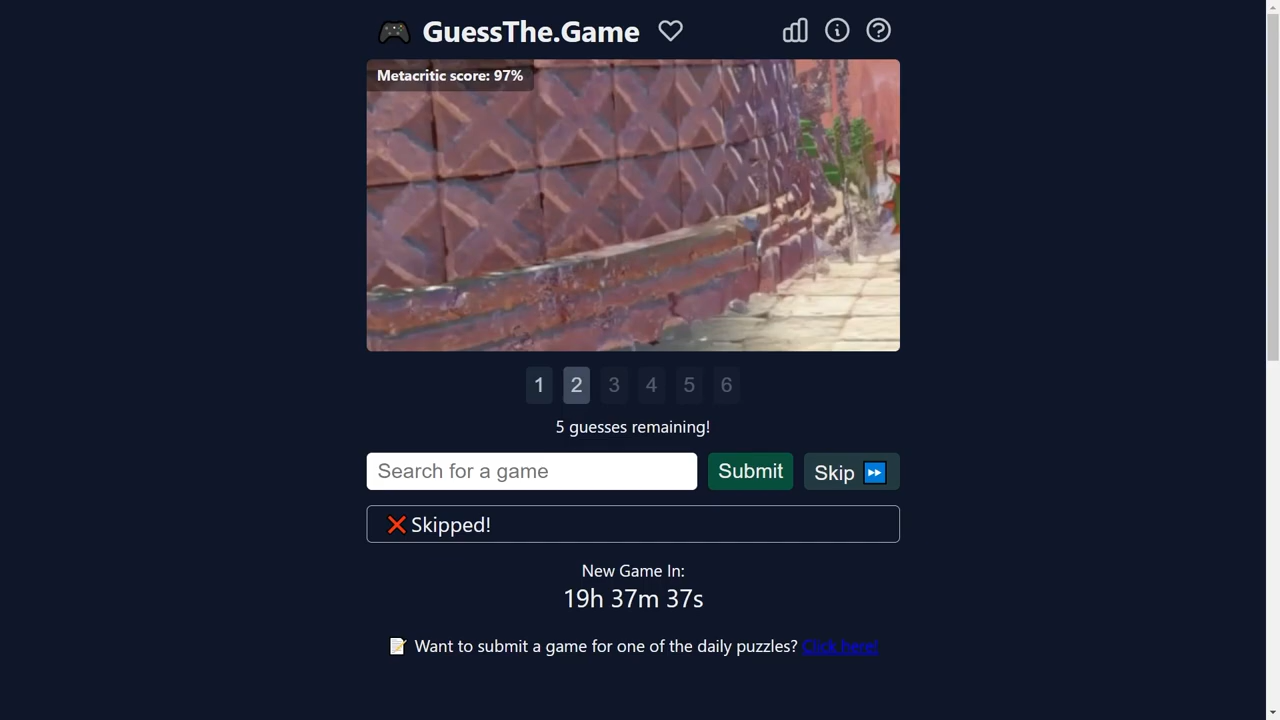 GuessThe.Game
Metacritic score: 97%
1 2 3 4 5 6
5 guesses remaining!
Search for a game
Submit
Skip
Skipped!
New Game In:
19h 37m 37s
Want to submit a game for one of the daily puzzles? Click here!